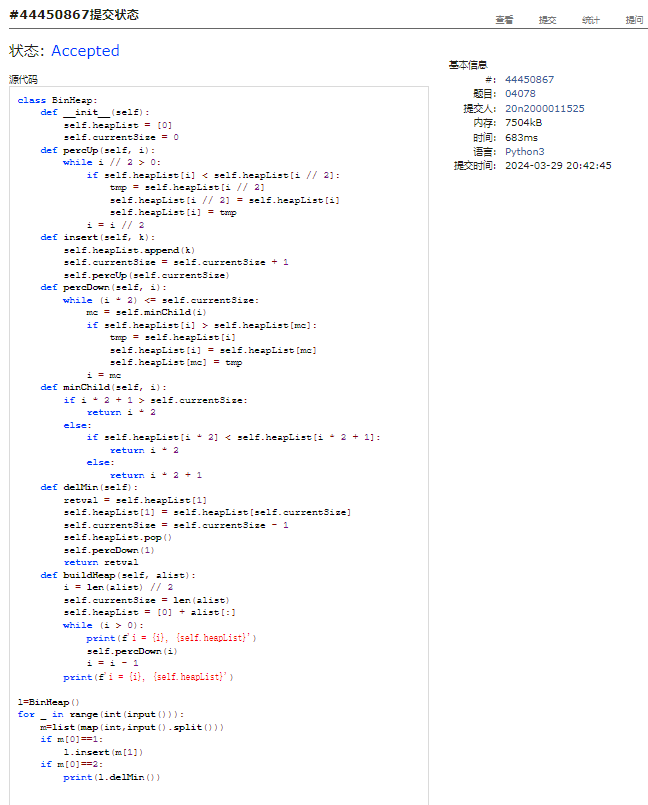 #44450867提交状态
查看 提交 统计 提问
状态: Accepted
源代码
class BinHeap:
    def __init__(self):
        self.heapList = [0]
        self.currentSize = 0
    def percUp(self, i):
        while i // 2 > 0:
            if self.heapList[i] < self.heapList[i // 2]:
                tmp = self.heapList[i // 2]
                self.heapList[i // 2] = self.heapList[i]
                self.heapList[i] = tmp
            i = i // 2
    def insert(self, k):
        self.heapList.append(k)
        self.currentSize = self.currentSize + 1
        self.percUp(self.currentSize)
    def percDown(self, i):
        while (i * 2) <= self.currentSize:
            mc = self.minChild(i)
            if self.heapList[i] > self.heapList[mc]:
                tmp = self.heapList[i]
                self.heapList[i] = self.heapList[mc]
                self.heapList[mc] = tmp
            i = mc
    def minChild(self, i):
        if i * 2 + 1 > self.currentSize:
            return i * 2
        else:
            if self.heapList[i * 2] < self.heapList[i * 2 + 1]:
                return i * 2
            else:
                return i * 2 + 1
    def delMin(self):
        retval = self.heapList[1]
        self.heapList[1] = self.heapList[self.currentSize]
        self.currentSize = self.currentSize - 1
        self.heapList.pop()
        self.percDown(1)
        return retval
    def buildHeap(self, alist):
        i = len(alist) // 2
        self.currentSize = len(alist)
        self.heapList = [0] + alist[:]
        while (i > 0):
            print(f'i = {i}, {self.heapList}')
            self.percDown(i)
            i = i - 1
        print(f'i = {i}, {self.heapList}')
l=BinHeap()
for _ in range(int(input())):
    m=list(map(int,input().split()))
    if m[0]==1:
        l.insert(m[1])
    if m[0]==2:
        print(l.delMin())
基本信息
#: 44450867
题目: 04078
提交人: 20n2000011525
内存: 7504kB
时间: 683ms
语言: Python3
提交时间: 2024-03-29 20:42:45